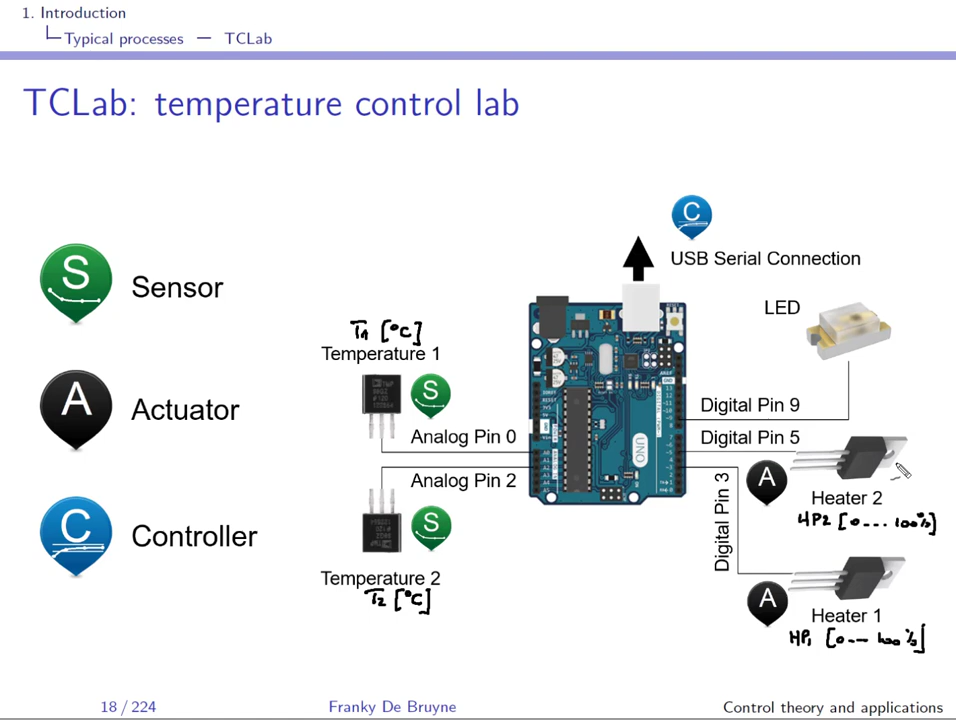 1. Introduction
Typical processes — TCLab
TCLab: temperature control lab
C
USB Serial Connection
S
Sensor
LED
T1 [°C]
Temperature 1
S
A
Actuator
Digital Pin 9
Analog Pin 0
Digital Pin 5
Analog Pin 2
A
UNO
Digital Pin 3
Heater 2
HP2 [0 --- 100%]
C
Controller
S
Temperature 2
T2 [°C]
A
Heater 1
HP1 [0 --- 100%]
18 / 224
Franky De Bruyne
Control theory and applications